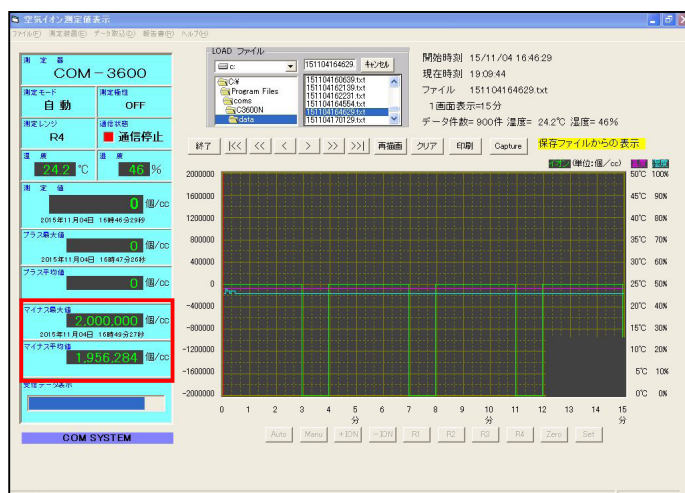 空気イオン測定値表示
ファイル(F) 測定装置(E) データ取込(D) 報告書(R) ヘルプ(H)
測 定 器
COM－3600
測定モード
自 動
測定極性
OFF
測定レンジ
R4
通信状態
通信停止
温 度
24.2 ℃
湿 度
46 %
測 定 値
0 個/cc
2015年11月04日 16時46分29秒
プラス最大値
0 個/cc
2015年11月04日 16時47分26秒
プラス平均値
0 個/cc
マイナス最大値
2,000,000 個/cc
2015年11月04日 16時49分27秒
マイナス平均値
1,956,284 個/cc
受信データ表示
COM SYSTEM
LOAD ファイル
c:
151104164629 キャンセル
C:¥
Program Files
coms
C3600N
data
151104160639.txt
151104162139.txt
151104162231.txt
151104164554.txt
151104164629.txt
151104170129.txt
開始時刻 15/11/04 16:46:29
現在時刻 19:09:44
ファイル 151104164629.txt
1画面表示=15分
データ件数= 900件 温度= 24.2℃ 湿度= 46%
終了 |<< << < > >> >>| 再描画 クリア 印刷 Capture 保存ファイルからの表示
イオン (単位:個/cc) 温度 湿度
2000000 50℃ 100%
1600000 45℃ 90%
1200000 40℃ 80%
800000 35℃ 70%
400000 30℃ 60%
0 25℃ 50%
-400000 20℃ 40%
-800000 15℃ 30%
-1200000 10℃ 20%
-1600000 5℃ 10%
-2000000 0℃ 0%
0 1 2 3 4 5 6 7 8 9 10 11 12 13 14 15
分 分 分
Auto Manu +ION -ION R1 R2 R3 R4 Zero Set